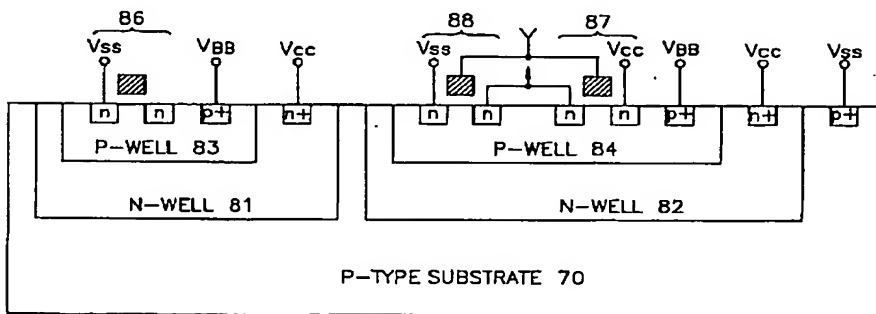 86 88 Y 87
VSS VBB VCC VSS VCC VBB VCC VSS
n n p+ n+ n n n n p+ n+ p+
P-WELL 83 P-WELL 84
N-WELL 81 N-WELL 82
P-TYPE SUBSTRATE 70